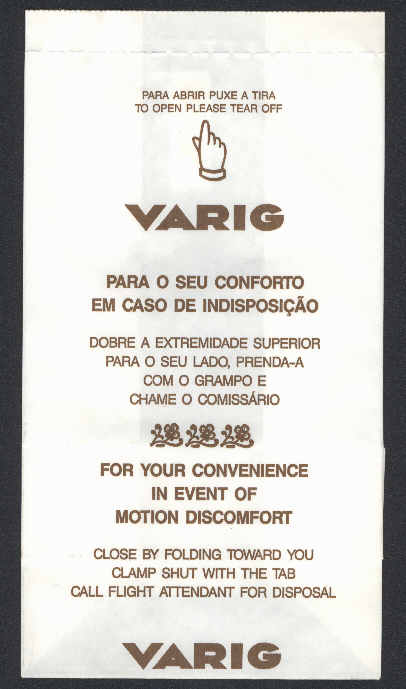 PARA ABRIR PUXE A TIRA
TO OPEN PLEASE TEAR OFF
VARIG
PARA O SEU CONFORTO
EM CASO DE INDISPOSIÇÃO
DOBRE A EXTREMIDADE SUPERIOR
PARA O SEU LADO, PRENDA-A
COM O GRAMPO E
CHAME O COMISSÁRIO
FOR YOUR CONVENIENCE
IN EVENT OF
MOTION DISCOMFORT
CLOSE BY FOLDING TOWARD YOU
CLAMP SHUT WITH THE TAB
CALL FLIGHT ATTENDANT FOR DISPOSAL
VARIG